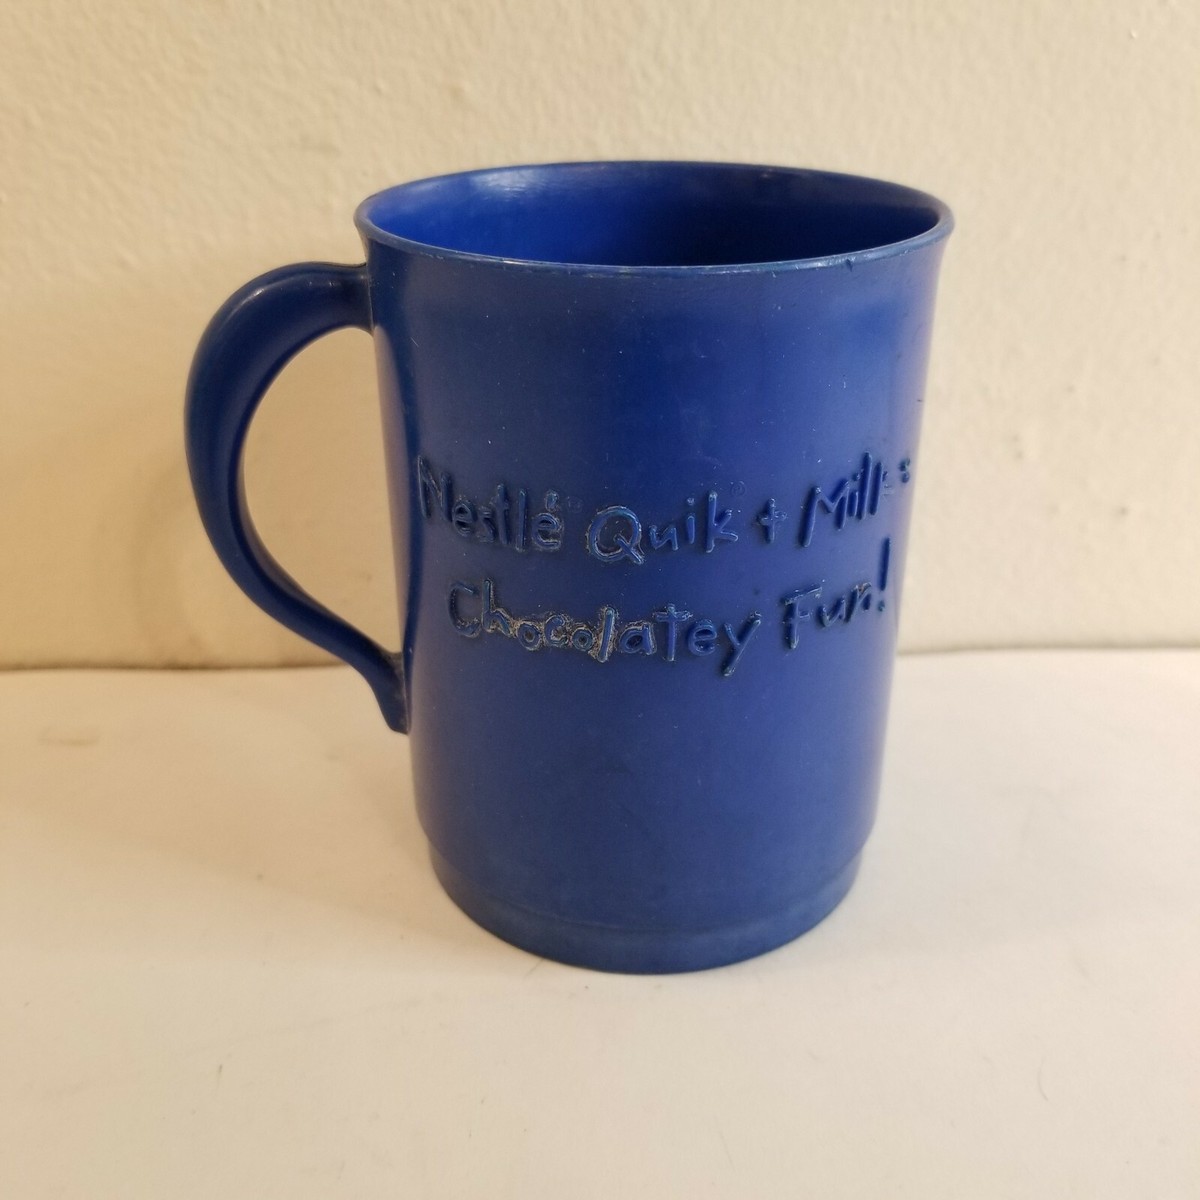 Nestlé® Quik® + Milk =
Chocolatey Fun!